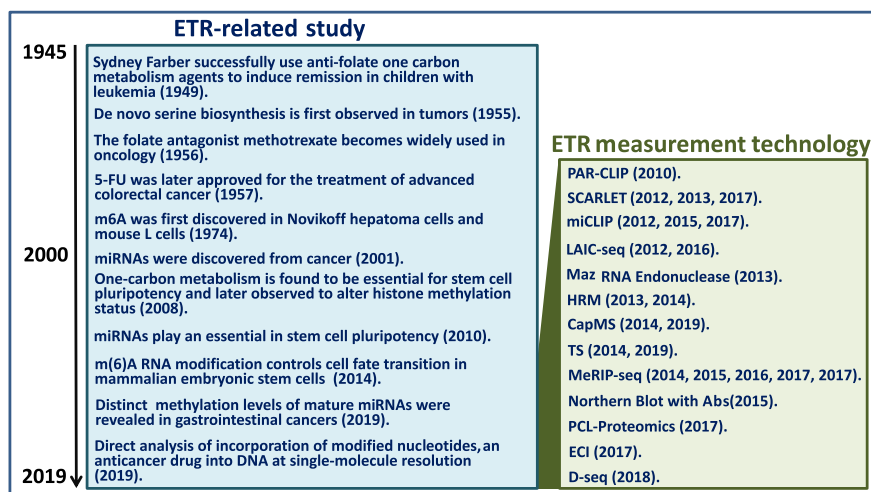 ETR-related study
1945
Sydney Farber successfully use anti-folate one carbon
metabolism agents to induce remission in children with
leukemia (1949).
De novo serine biosynthesis is first observed in tumors (1955).
The folate antagonist methotrexate becomes widely used in
oncology (1956).
5-FU was later approved for the treatment of advanced
colorectal cancer (1957).
m6A was first discovered in Novikoff hepatoma cells and
mouse L cells (1974).
2000
miRNAs were discovered from cancer (2001).
One-carbon metabolism is found to be essential for stem cell
pluripotency and later observed to alter histone methylation
status (2008).
miRNAs play an essential in stem cell pluripotency (2010).
m(6)A RNA modification controls cell fate transition in
mammalian embryonic stem cells (2014).
Distinct methylation levels of mature miRNAs were
revealed in gastrointestinal cancers (2019).
Direct analysis of incorporation of modified nucleotides, an
anticancer drug into DNA at single-molecule resolution
(2019).
2019
ETR measurement technology
PAR-CLIP (2010).
SCARLET (2012, 2013, 2017).
miCLIP (2012, 2015, 2017).
LAIC-seq (2012, 2016).
Maz RNA Endonuclease (2013).
HRM (2013, 2014).
CapMS (2014, 2019).
TS (2014, 2019).
MeRIP-seq (2014, 2015, 2016, 2017, 2017).
Northern Blot with Abs(2015).
PCL-Proteomics (2017).
ECI (2017).
D-seq (2018).